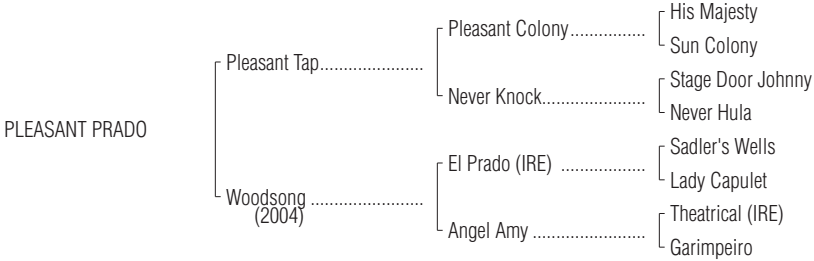 His Majesty
Pleasant Colony................
Sun Colony
Pleasant Tap......................
Stage Door Johnny
Never Knock......................
Never Hula
PLEASANT PRADO
Sadler's Wells
El Prado (IRE) ..................
Lady Capulet
Woodsong ........................
(2004)
Theatrical (IRE)
Angel Amy ........................
Garimpeiro